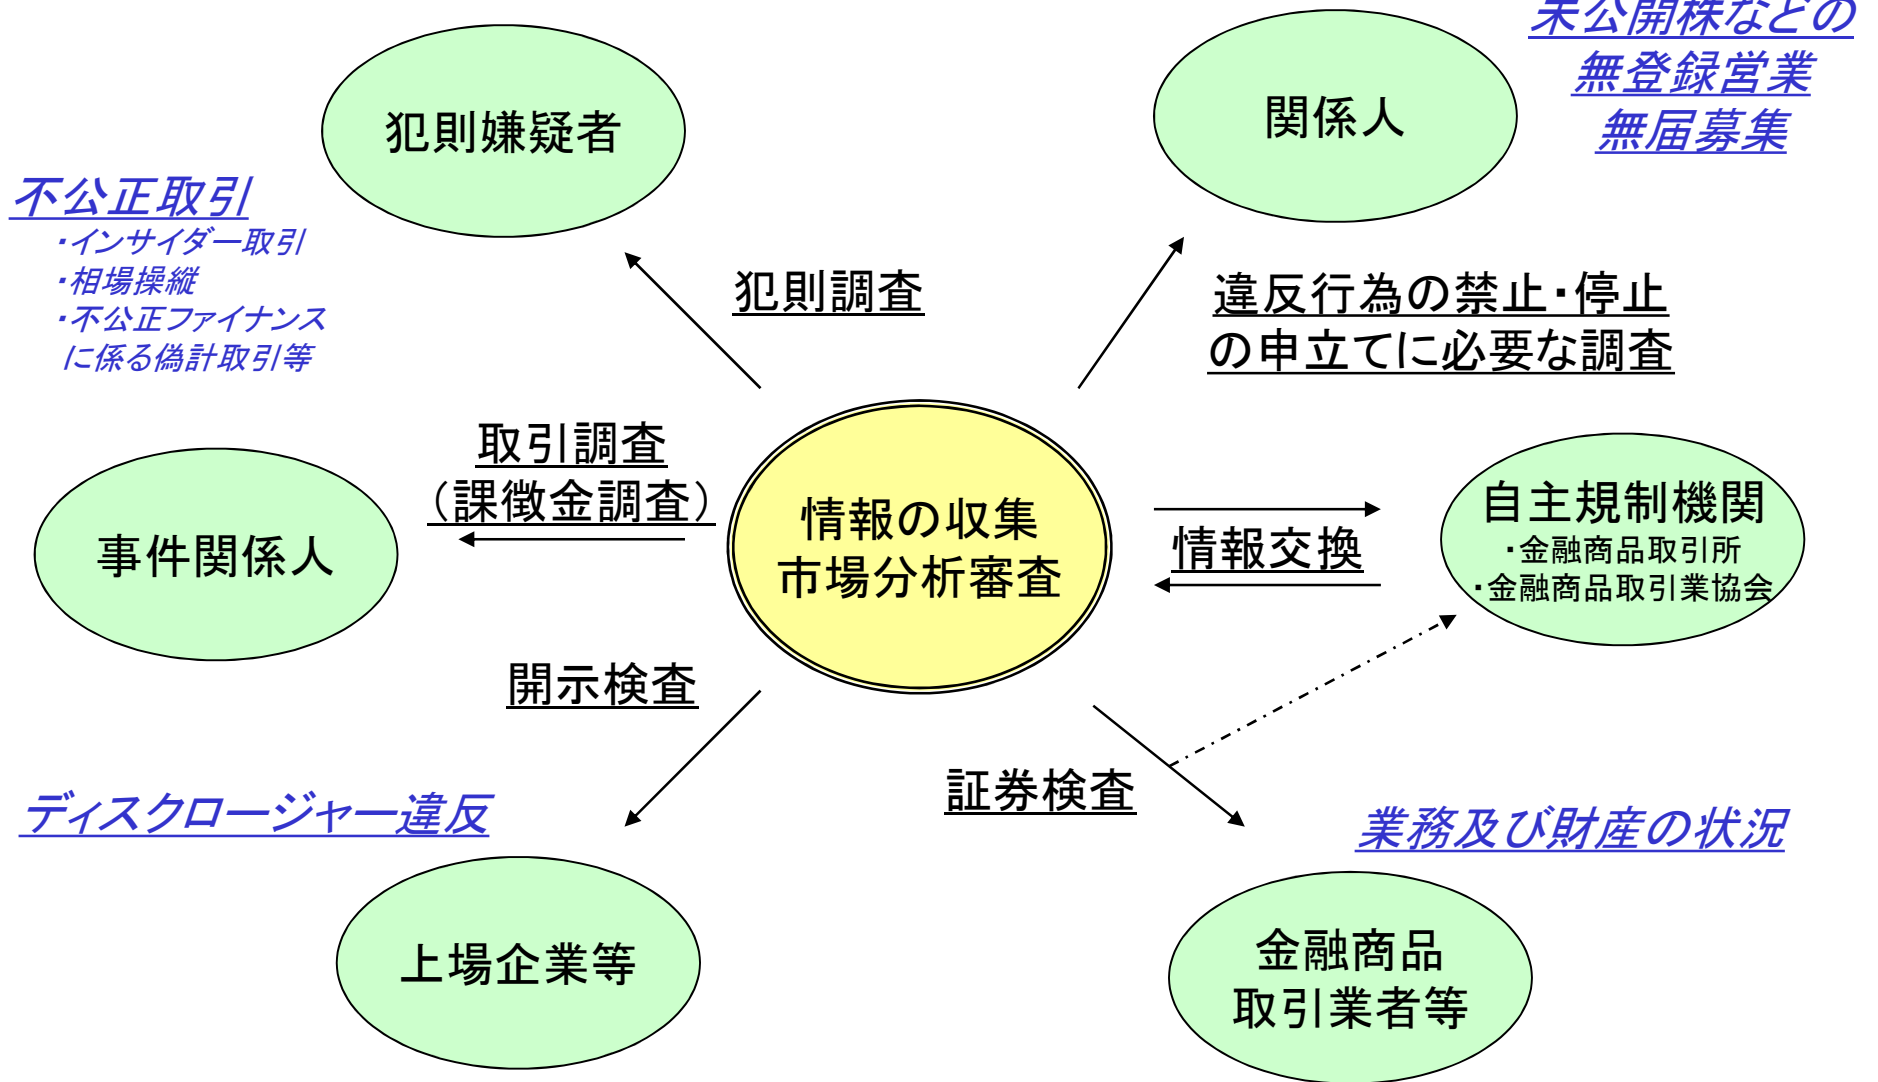 未公開株などの
無登録営業
無届募集
犯則嫌疑者
関係人
不公正取引
・インサイダー取引
・相場操縦
・不公正ファイナンス
に係る偽計取引等
犯則調査
違反行為の禁止・停止
の申立てに必要な調査
取引調査
（課徴金調査）
事件関係人
情報の収集
市場分析審査
情報交換
自主規制機関
・金融商品取引所
・金融商品取引業協会
開示検査
証券検査
ディスクロージャー違反
業務及び財産の状況
上場企業等
金融商品
取引業者等